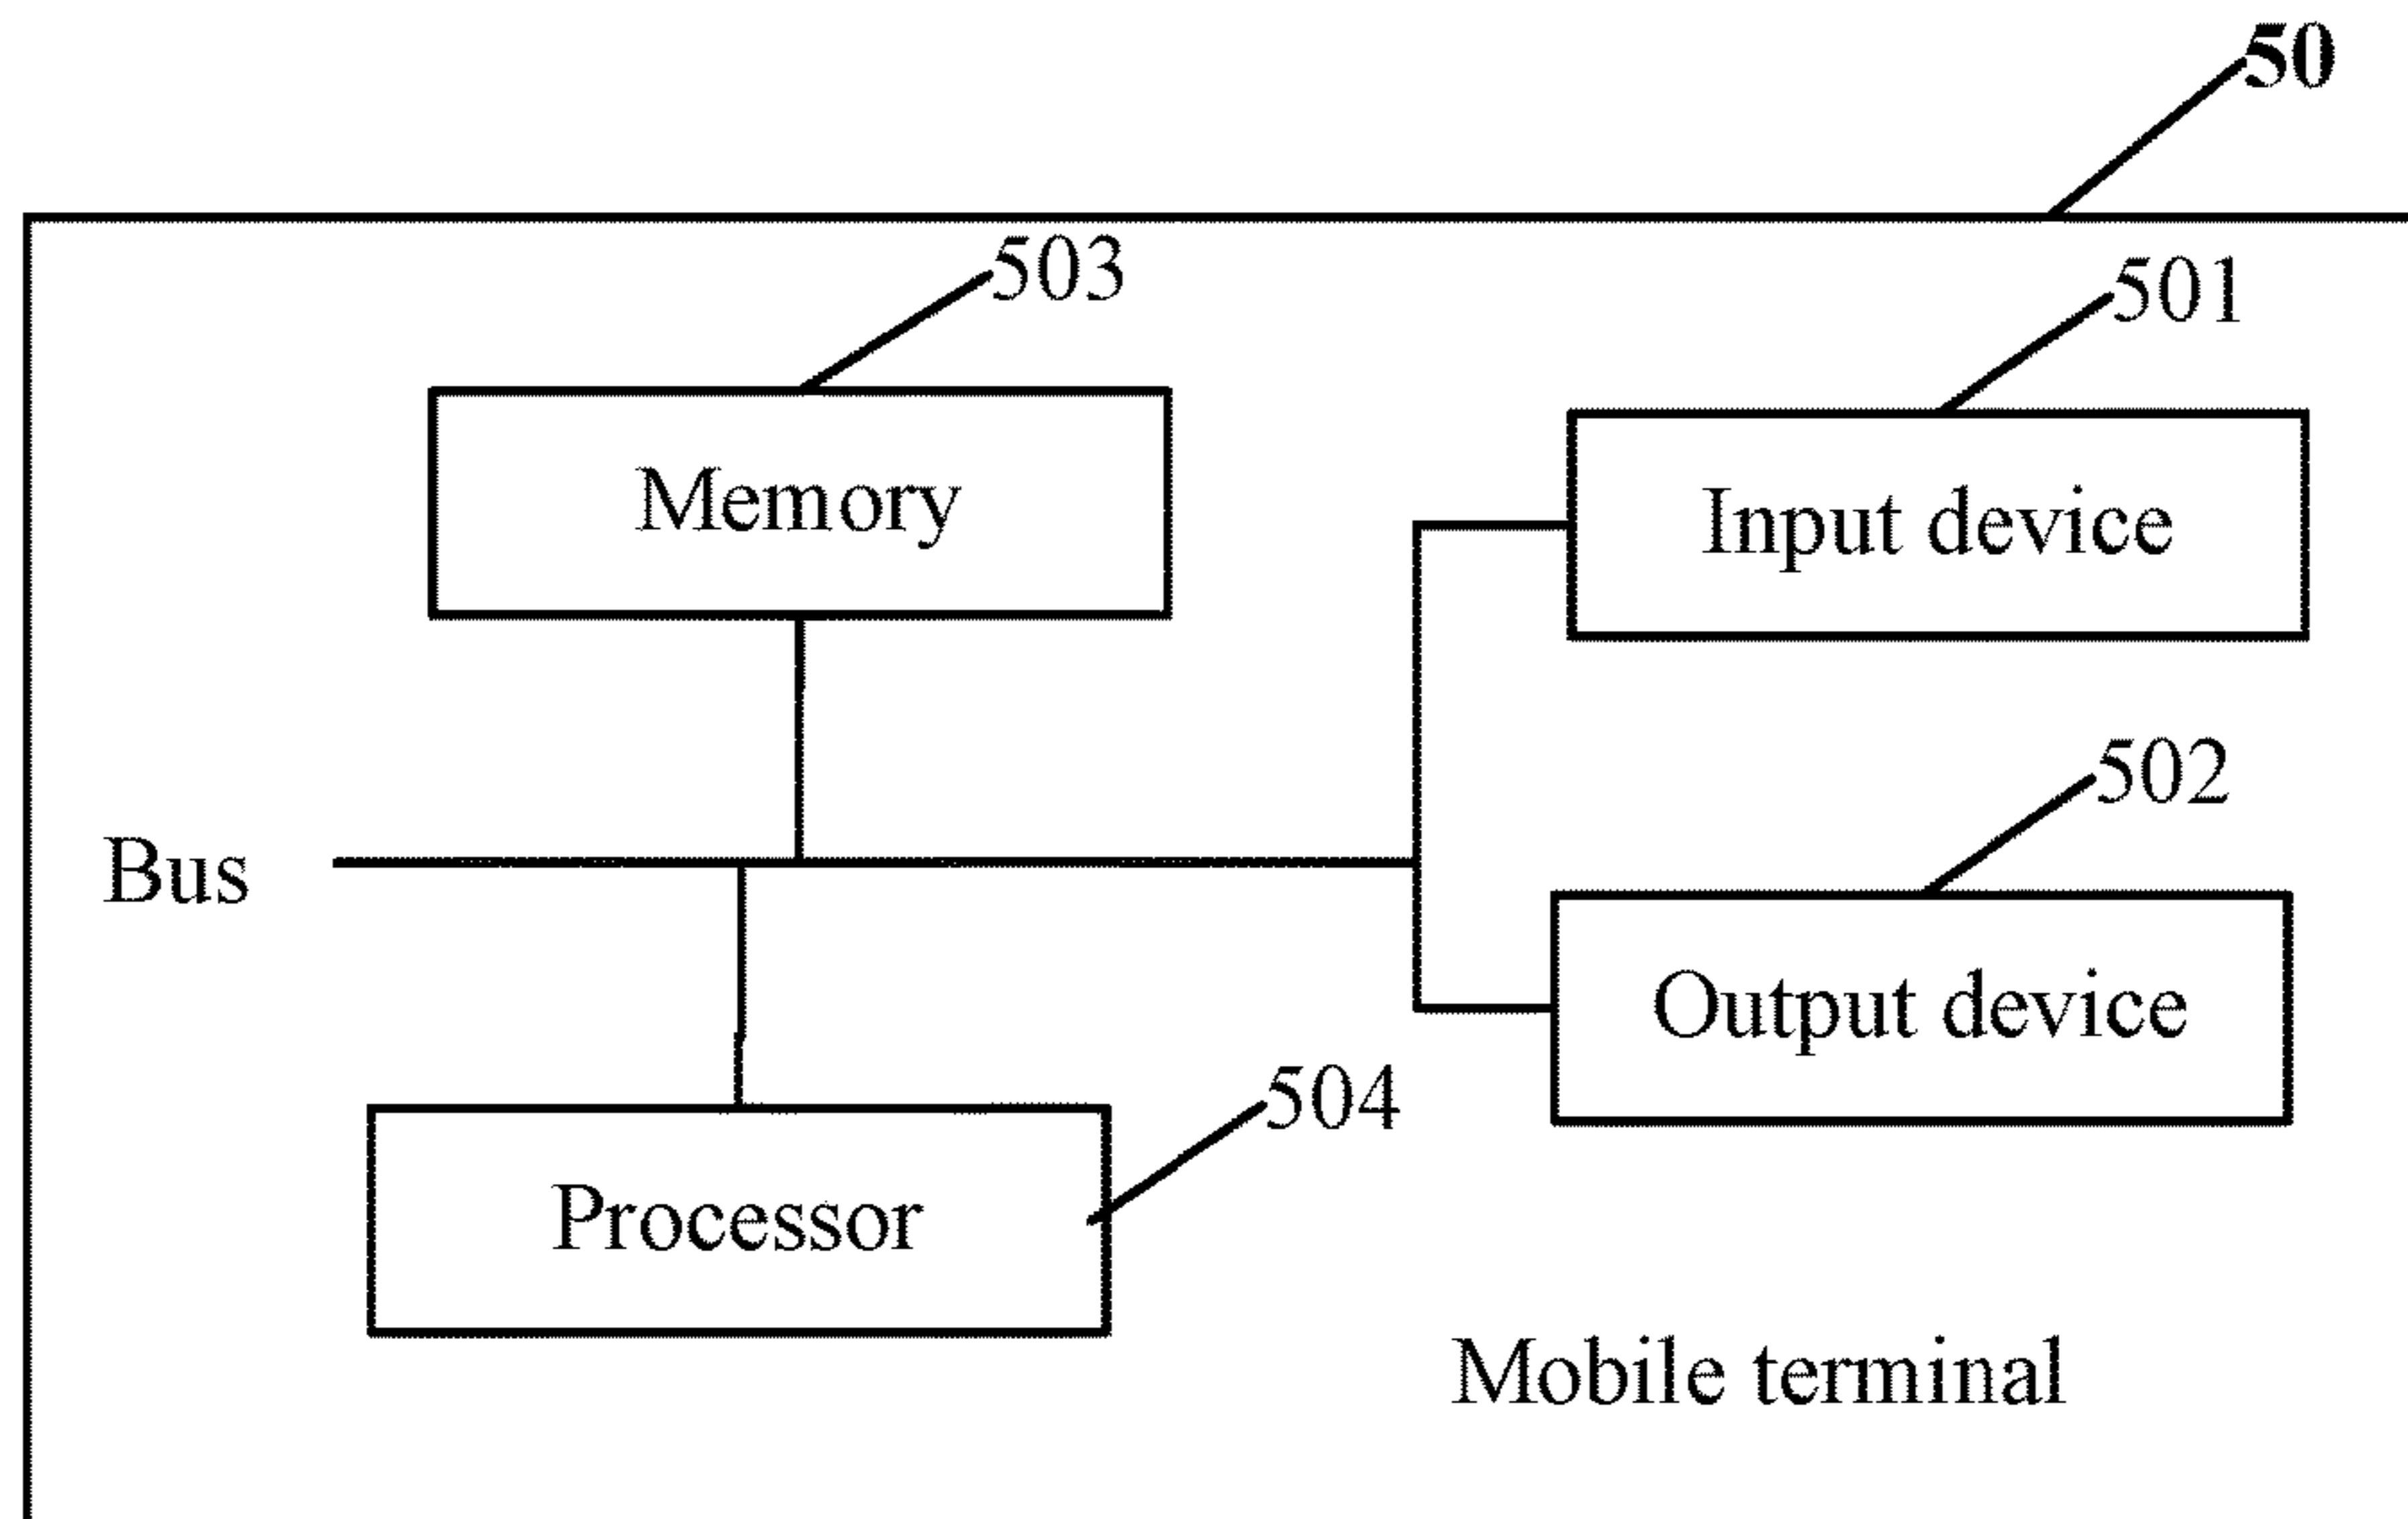 50
503
501
Memory
Input device
502
Bus
Output device
504
Processor
Mobile terminal